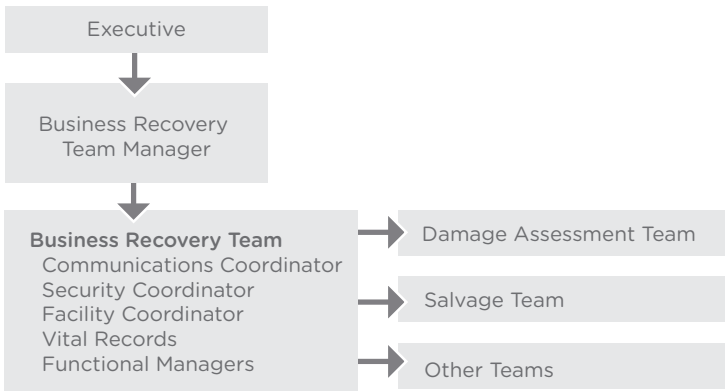 Executive
Business Recovery
Team Manager
Business Recovery Team
Communications Coordinator
Security Coordinator
Facility Coordinator
Vital Records
Functional Managers
Damage Assessment Team
Salvage Team
Other Teams